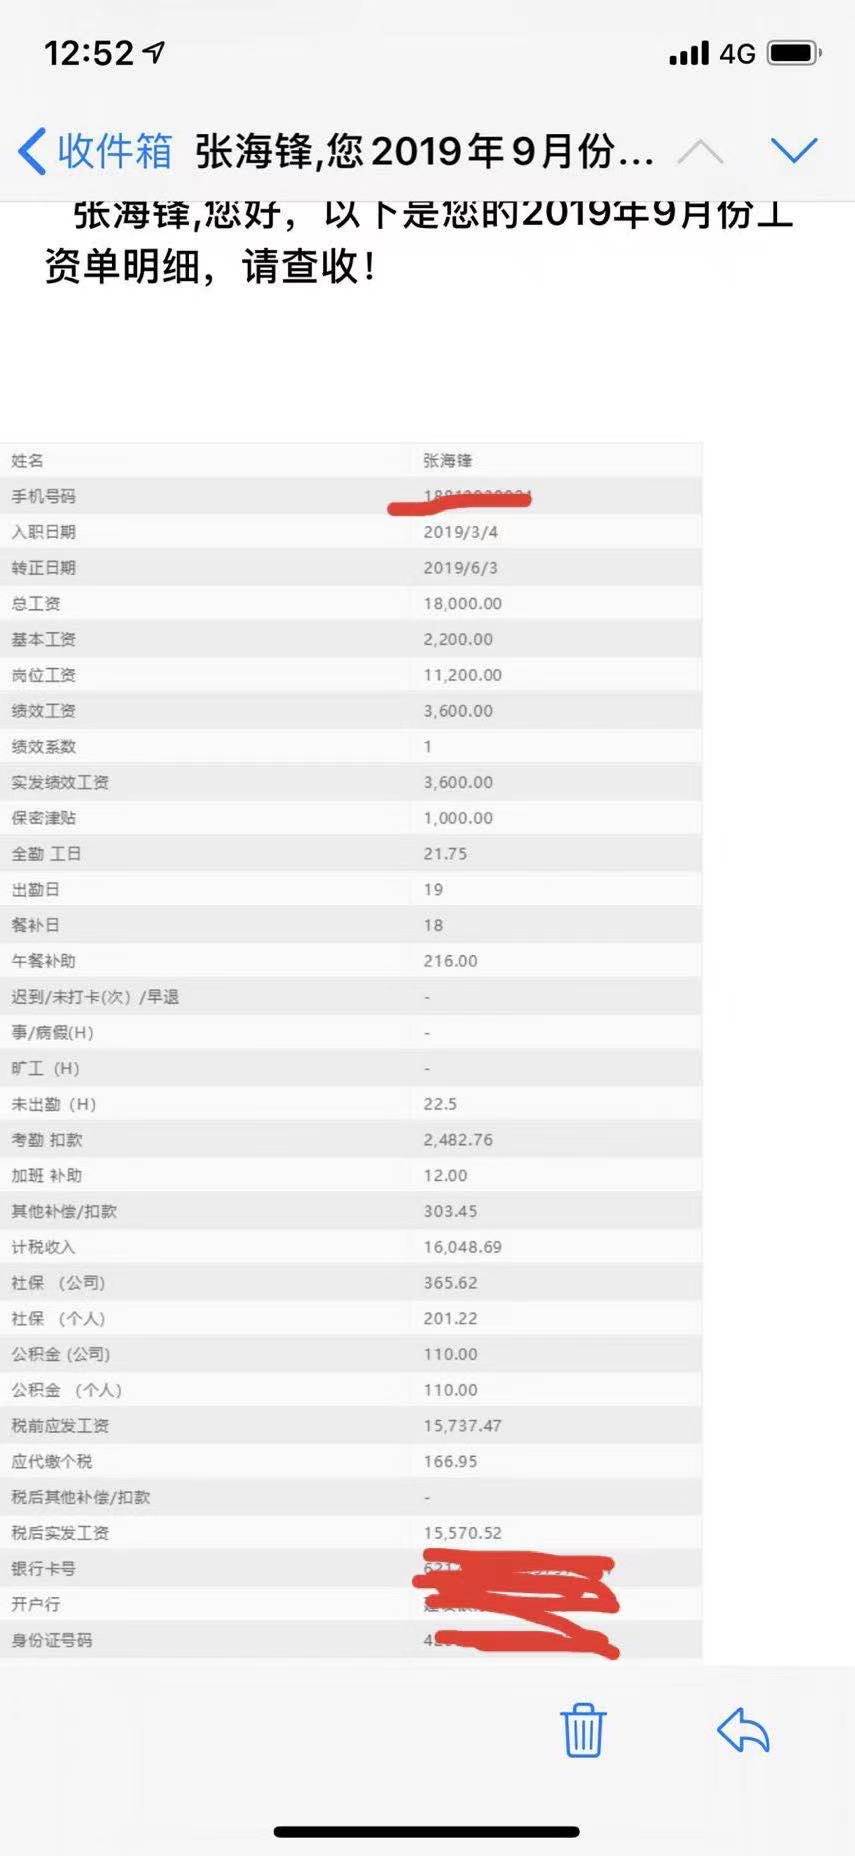 12:52
4G
收件箱 张海锋,您2019年9月份...
张海锋,您好，以下是您的2019年9月份工
资单明细，请查收！
姓名 张海锋
手机号码
入职日期 2019/3/4
转正日期 2019/6/3
总工资 18,000.00
基本工资 2,200.00
岗位工资 11,200.00
绩效工资 3,600.00
绩效系数 1
实发绩效工资 3,600.00
保密津贴 1,000.00
全勤 工日 21.75
出勤日 19
餐补日 18
午餐补助 216.00
迟到/未打卡(次）/早退 -
事/病假(H) -
旷工（H) -
未出勤（H) 22.5
考勤 扣款 2,482.76
加班 补助 12.00
其他补偿/扣款 303.45
计税收入 16,048.69
社保 （公司) 365.62
社保 （个人) 201.22
公积金 (公司) 110.00
公积金 （个人) 110.00
税前应发工资 15,737.47
应代缴个税 166.95
税后其他补偿/扣款 -
税后实发工资 15,570.52
银行卡号
开户行
身份证号码